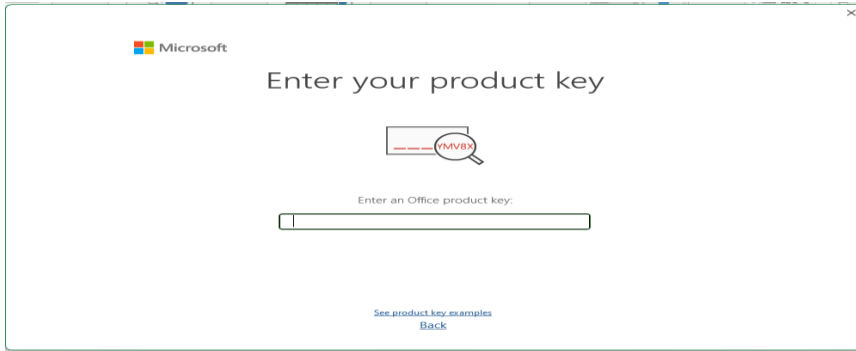 Microsoft
Enter your product key
YMV8X
Enter an Office product key:
See product key examples
Back